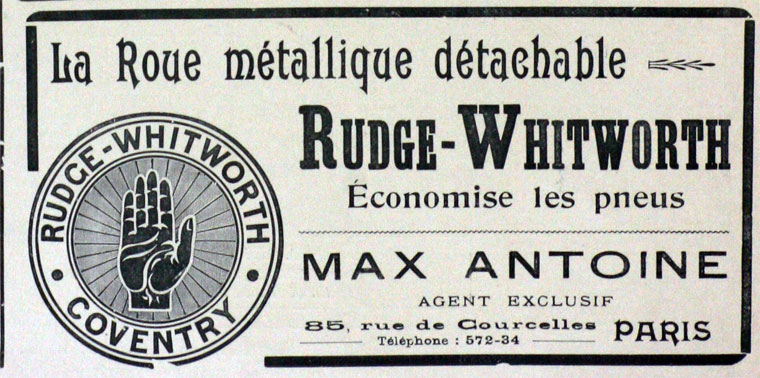 La Roue métallique détachable
RUDGE-WHITWORTH
COVENTRY
RUDGE-WHITWORTH
Économise les pneus
MAX ANTOINE
AGENT EXCLUSIF
85, rue de Courcelles PARIS
Téléphone : 572-34